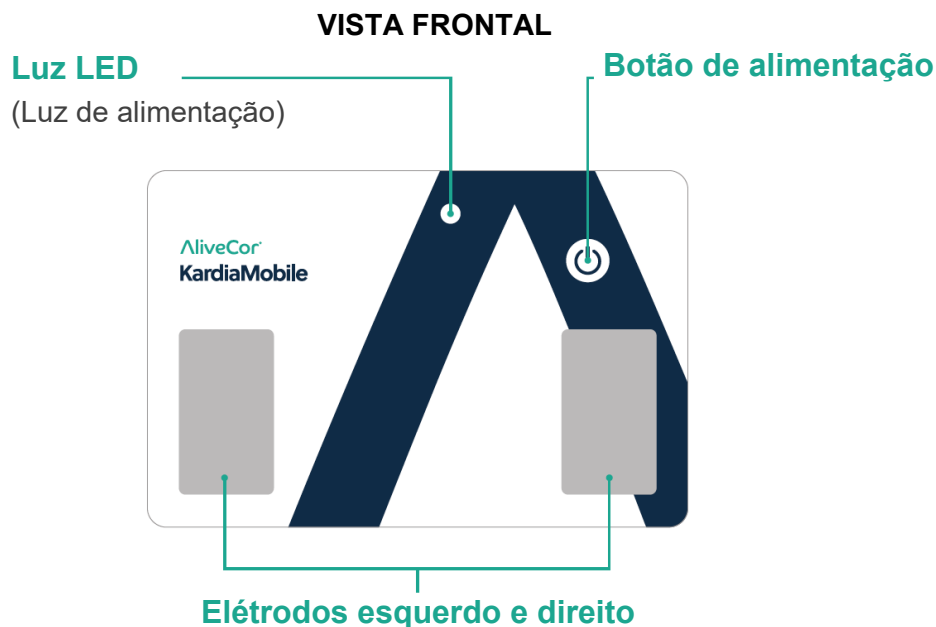 VISTA FRONTAL
Luz LED
(Luz de alimentação)
Botão de alimentação
AliveCor
KardiaMobile
Elétrodos esquerdo e direito